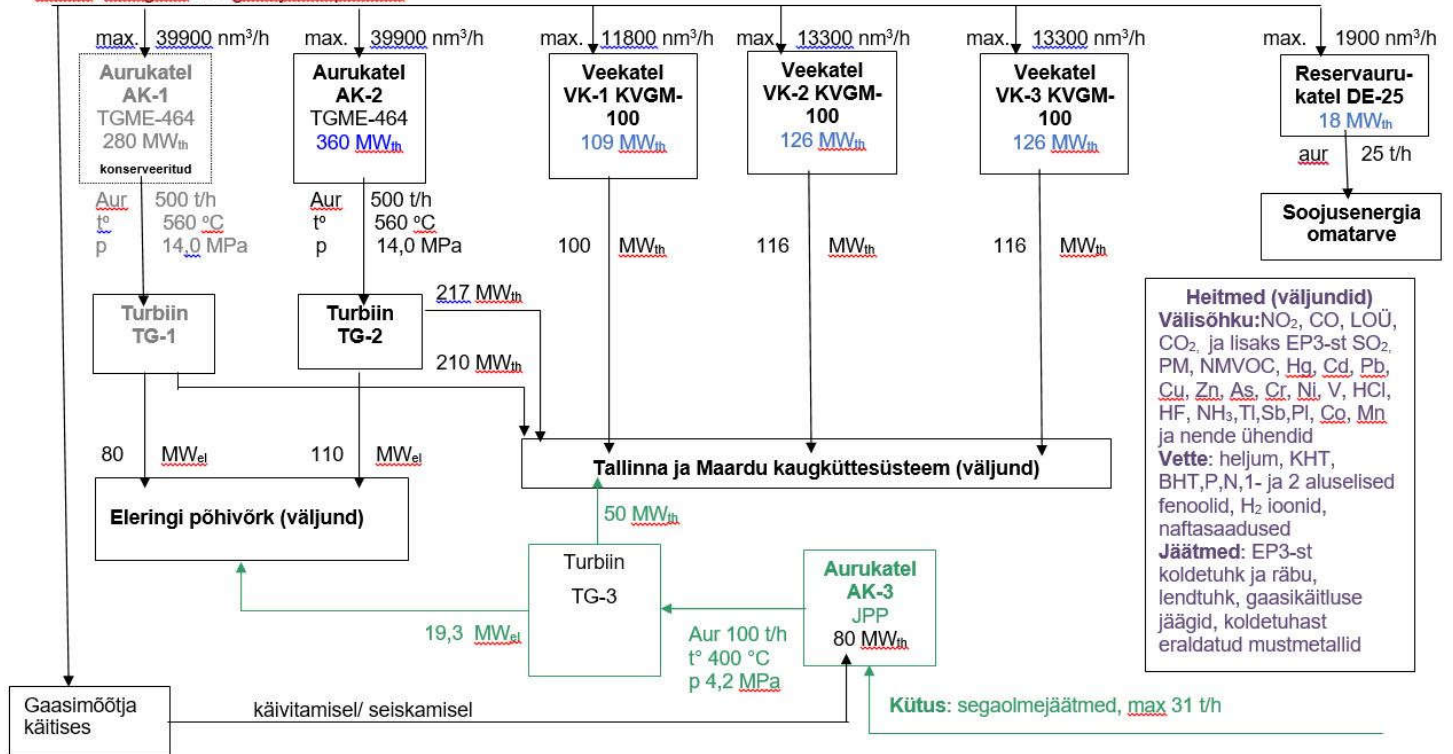 max. 39900 nm³/h
max. 39900 nm³/h
max. 11800 nm³/h
max. 13300 nm³/h
max. 13300 nm³/h
max. 1900 nm³/h
Aurukatel
AK-1
TGME-464
280 MWth
konserveeritud
Aurukatel
AK-2
TGME-464
360 MWth
Veekatel
VK-1 KVGM-
100
109 MWth
Veekatel
VK-2 KVGM-
100
126 MWth
Veekatel
VK-3 KVGM-
100
126 MWth
Reservauru-
katel DE-25
18 MWth
aur 25 t/h
Soojusenergia
omatarve
Aur 500 t/h
tº 560 ºC
p 14,0 MPa
Aur 500 t/h
tº 560 ºC
p 14,0 MPa
100 MWth
116 MWth
116 MWth
Turbiin
TG-1
Turbiin
TG-2
217 MWth
210 MWth
80 MWel
110 MWel
Tallinna ja Maardu kaugküttesüsteem (väljund)
Eleringi põhivõrk (väljund)
50 MWth
Turbiin
TG-3
19,3 MWel
Aurukatel
AK-3
JPP
80 MWth
Aur 100 t/h
t° 400 °C
p 4,2 MPa
Heitmed (väljundid)
Välisõhku:NO₂, CO, LOÜ,
CO₂, ja lisaks EP3-st SO₂,
PM, NMVOC, Hg, Cd, Pb,
Cu, Zn, As, Cr, Ni, V, HCl,
HF, NH₃,Tl,Sb,Pl, Co, Mn
ja nende ühendid
Vette: heljum, KHT,
BHT,P,N,1- ja 2 aluselised
fenoolid, H₂ ioonid,
naftasaadused
Jäätmed: EP3-st
koldetuhk ja räbu,
lendtuhk, gaasikäitluse
jäägid, koldetuhast
eraldatud mustmetallid
Gaasimõõtja
käitises
käivitamisel/ seiskamisel
Kütus: segaolmejäätmed, max 31 t/h